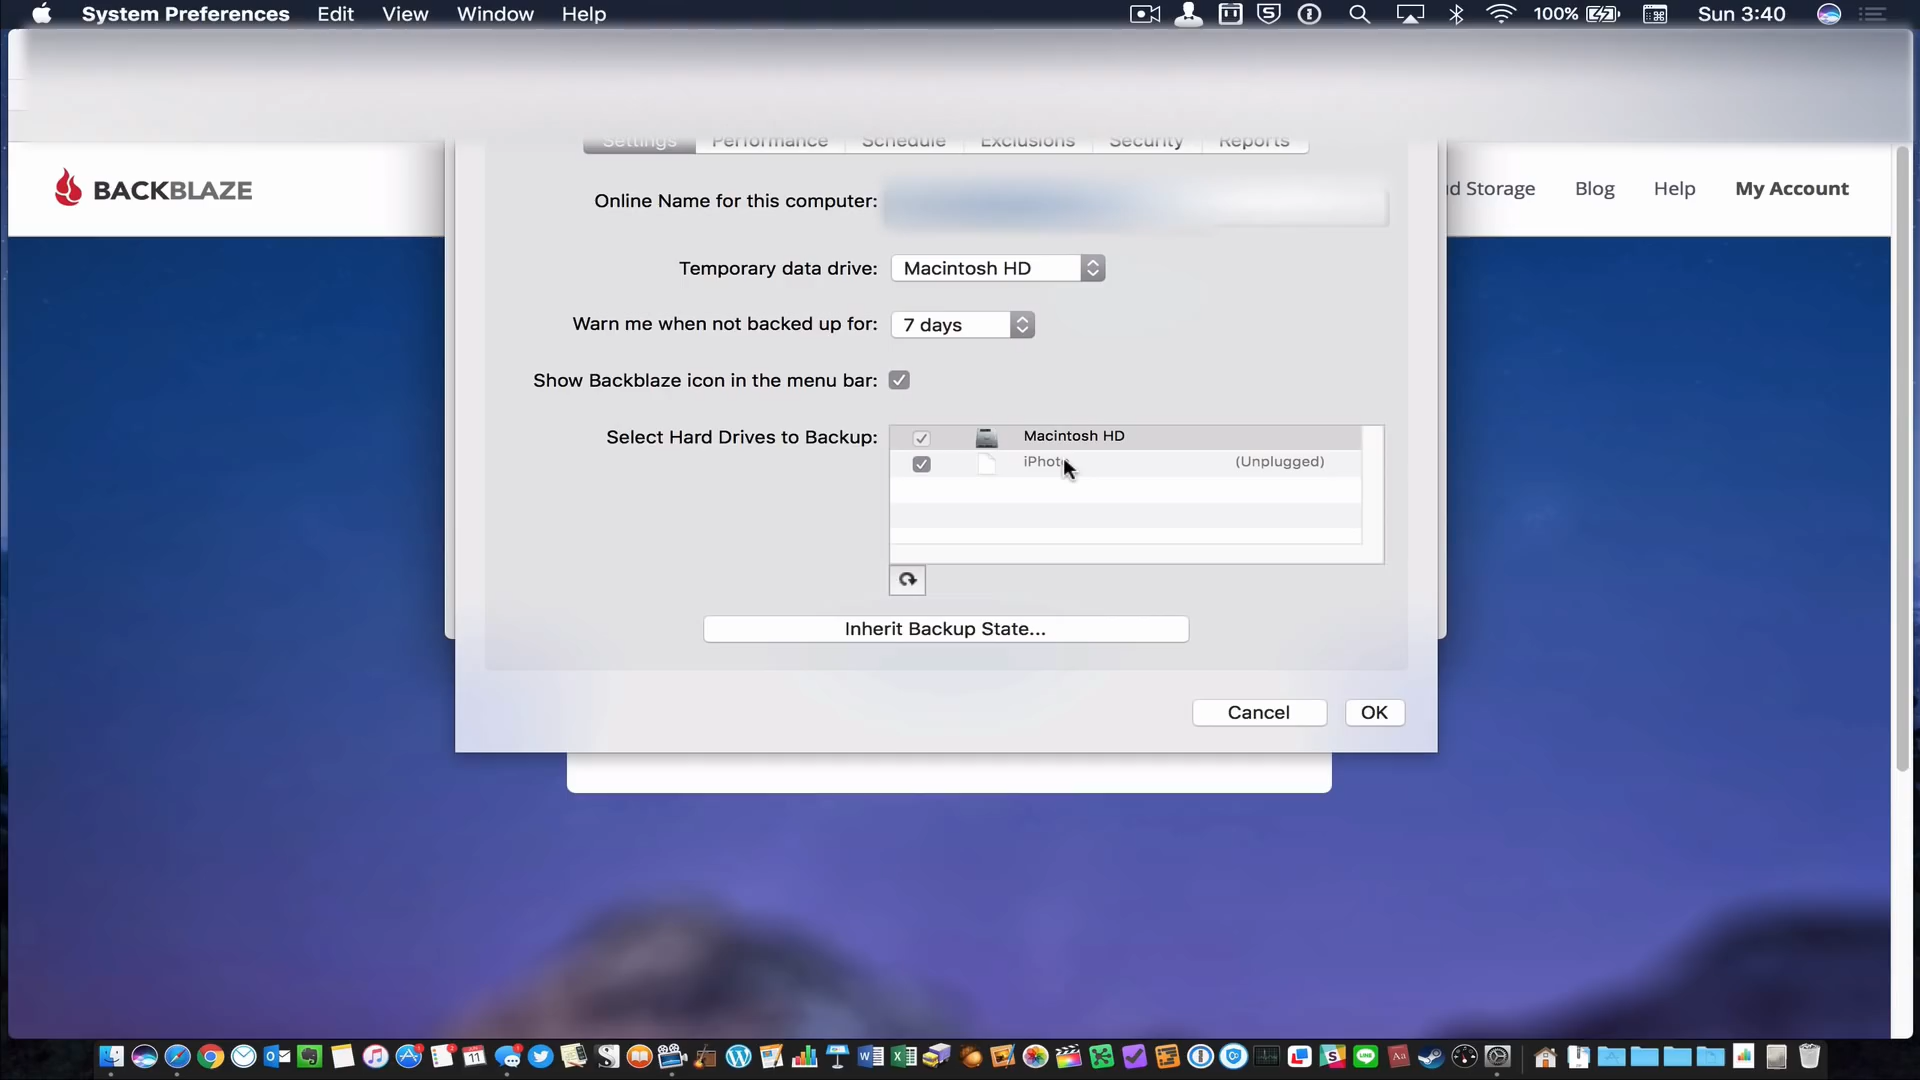 System Preferences Edit View Window Help 100% Sun 3:40
Settings Performance Schedule Exclusions Security Reports
BACKBLAZE Storage Blog Help My Account
Online Name for this computer:
Temporary data drive: Macintosh HD
Warn me when not backed up for: 7 days
Show Backblaze icon in the menu bar:
Select Hard Drives to Backup: Macintosh HD
iPhoto (Unplugged)
Inherit Backup State...
Cancel OK